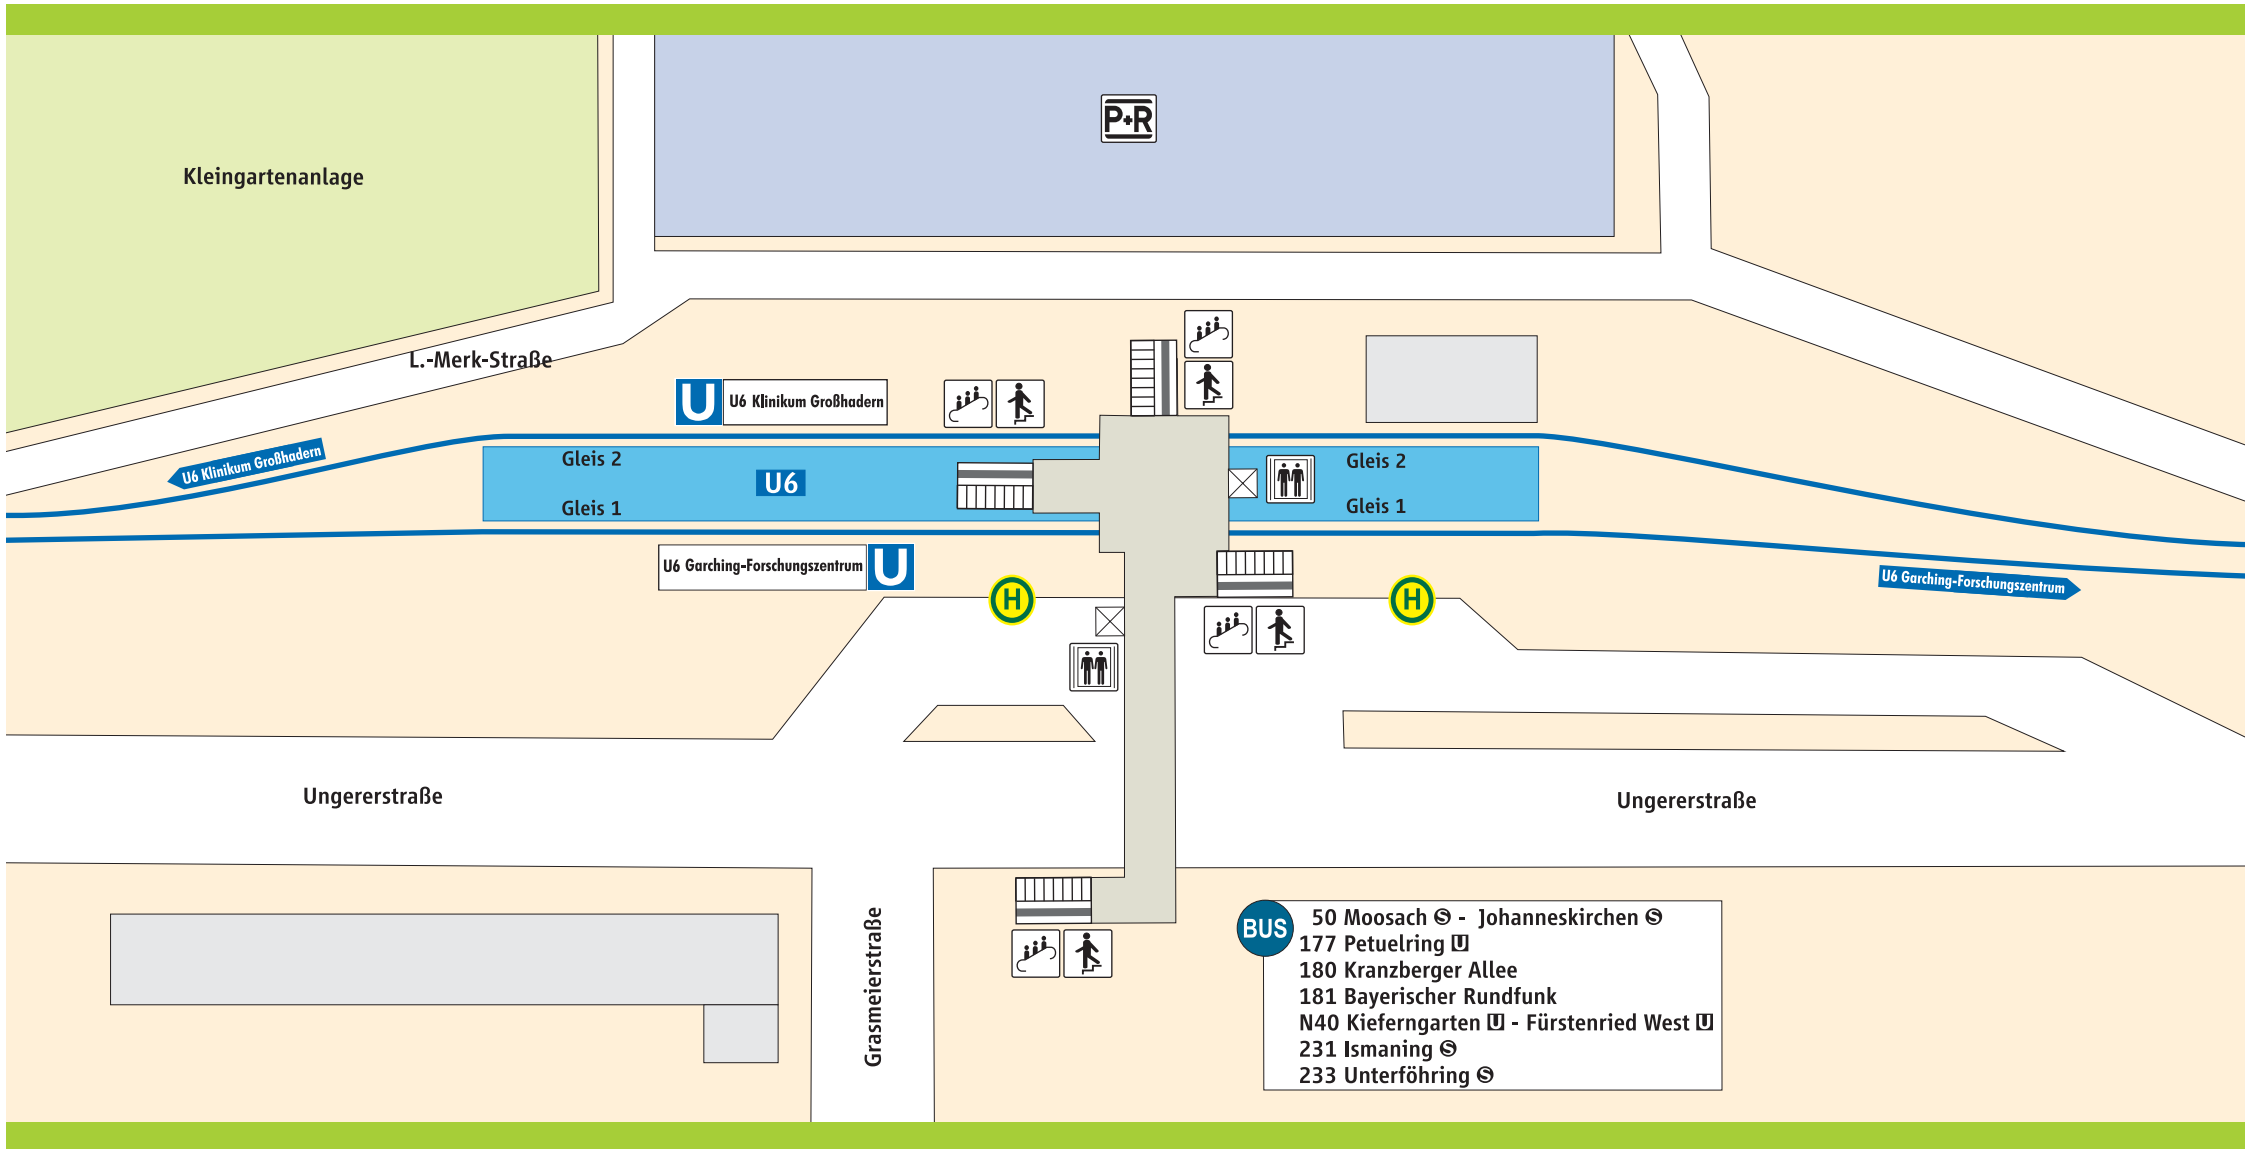 P+R
Kleingartenanlage
L.-Merk-Straße
U U6 Klinikum Großhadern
U6 Klinikum Großhadern
Gleis 2
U6
Gleis 1
Gleis 2
Gleis 1
U6 Garching-Forschungszentrum U
U6 Garching-Forschungszentrum
H
H
Ungererstraße
Ungererstraße
Grasmeierstraße
BUS
50 Moosach S - Johanneskirchen S
177 Petuelring U
180 Kranzberger Allee
181 Bayerischer Rundfunk
N40 Kieferngarten U - Fürstenried West U
231 Ismaning S
233 Unterföhring S